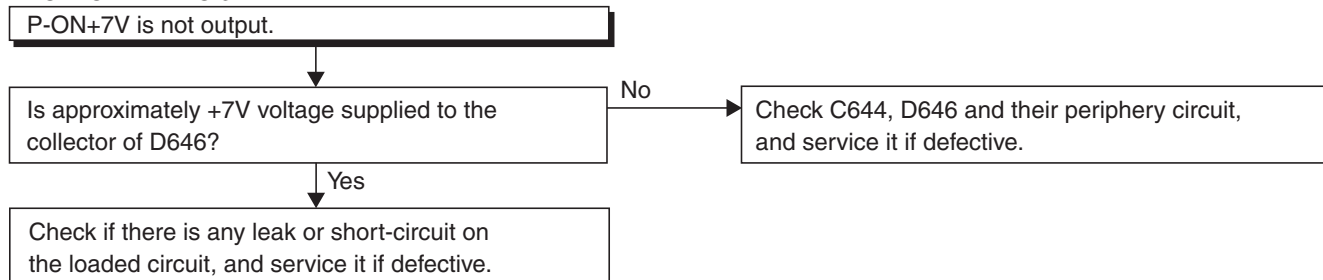 P-ON+7V is not output.
Is approximately +7V voltage supplied to the
collector of D646?
No
Check C644, D646 and their periphery circuit,
and service it if defective.
Yes
Check if there is any leak or short-circuit on
the loaded circuit, and service it if defective.